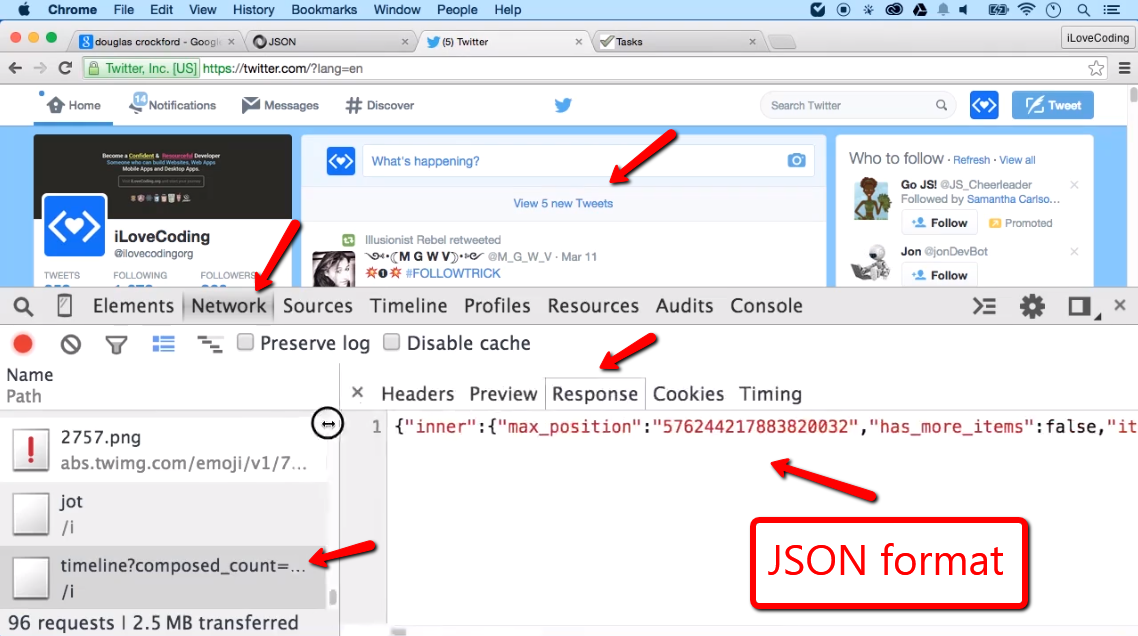 Chrome File Edit View History Bookmarks Window People Help
douglas crockford - Google
JSON
(5) Twitter
Tasks
iLoveCoding
Twitter, Inc. [US] https://twitter.com/?lang=en
Home 14 Notifications Messages Discover
Search Twitter
Tweet
Become a Confident & Resourceful Developer
Someone who can build Websites, Web Apps
Mobile Apps and Desktop Apps.
iLoveCoding
@ilovecodingorg
TWEETS FOLLOWING FOLLOWERS
What's happening?
View 5 new Tweets
Illusionist Rebel retweeted
M G W V @M_G_W_V · Mar 11
#FOLLOWTRICK
Who to follow · Refresh · View all
Go JS! @JS_Cheerleader
Followed by Samantha Carlso...
Follow Promoted
Jon @jonDevBot
Follow
Elements Network Sources Timeline Profiles Resources Audits Console
Preserve log Disable cache
Name
Path
Headers Preview Response Cookies Timing
2757.png
abs.twimg.com/emoji/v1/7...
jot
/i
timeline?composed_count=...
/i
96 requests | 2.5 MB transferred
1 {"inner":{"max_position":"576244217883820032","has_more_items":false,"it
JSON format